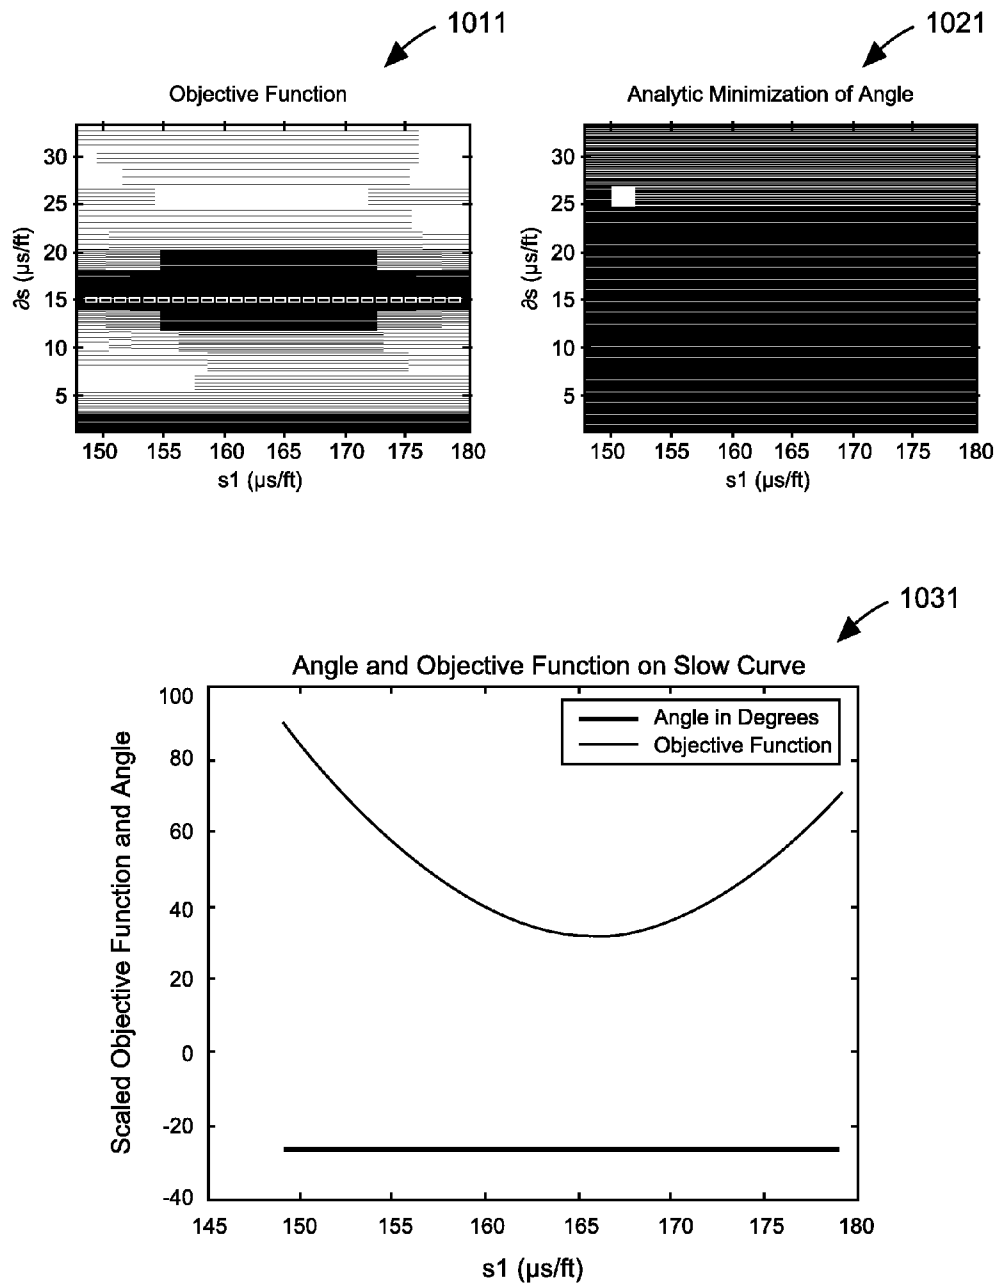 1011
1021
Objective Function
Analytic Minimization of Angle
30
25
20
15
10
5
∂s (µs/ft)
150 155 160 165 170 175 180
s1 (µs/ft)
30
25
20
15
10
5
∂s (µs/ft)
150 155 160 165 170 175 180
s1 (µs/ft)
1031
Angle and Objective Function on Slow Curve
Angle in Degrees
Objective Function
Scaled Objective Function and Angle
100
80
60
40
20
0
-20
-40
145 150 155 160 165 170 175 180
s1 (µs/ft)